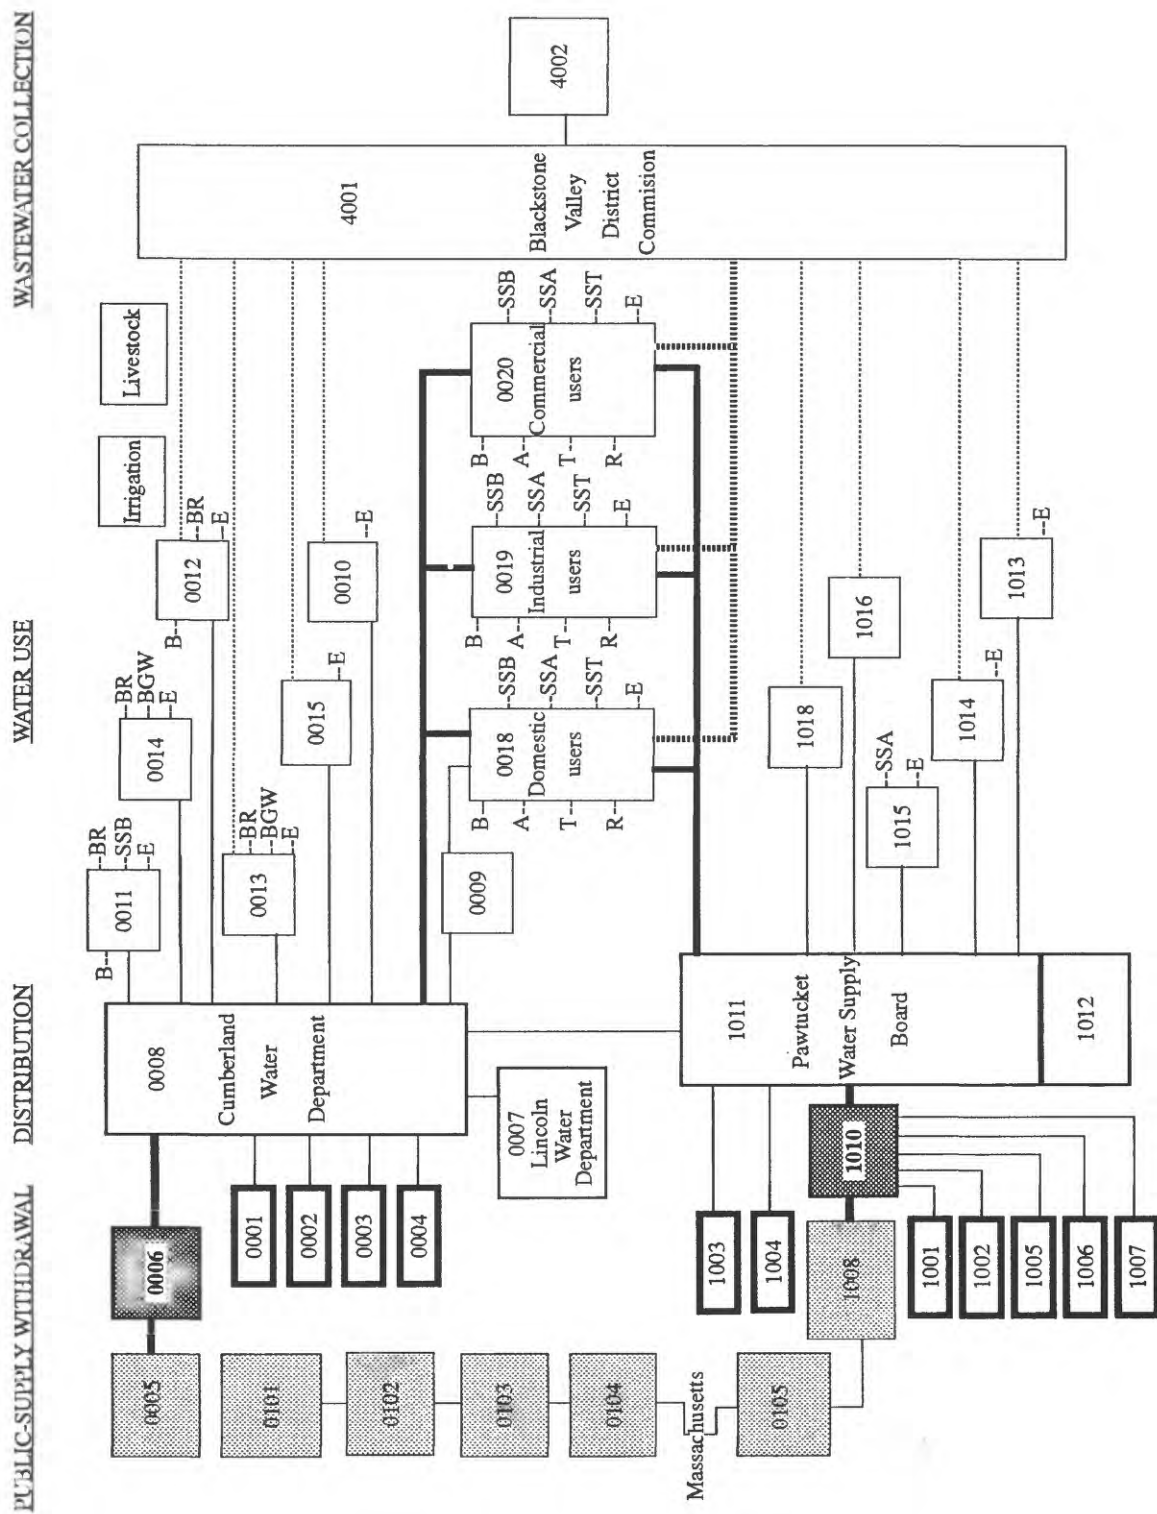 PUBLIC-SUPPLY WITHDRAWAL
DISTRIBUTION
WATER USE
WASTEWATER COLLECTION
0005
0101
0102
0103
0104
Massachusetts
0105
0006
0001
0002
0003
0004
1003
1004
1008
1001
1002
1005
1006
1007
1010
0008
Cumberland
Water
Department
0007
Lincoln
Water
Department
1011
Pawtucket
Water Supply
Board
1012
B--
0011
--BR
--SSB
--E
0014
--BR
--BGW
--E
B--
0012
--BR
--E
0013
--BR
--BGW
--E
0015
--E
0010
--E
0009
Irrigation
Livestock
B---
A---
T---
R---
0018
Domestic
users
--SSB
--SSA
--SST
--E
B---
A---
T---
R---
0019
Industrial
users
--SSB
--SSA
--SST
--E
B---
A---
T---
R---
0020
Commercial
users
--SSB
--SSA
--SST
--E
1018
1016
1015
--SSA
--E
1014
--E
1013
--E
4001
Blackstone
Valley
District
Commision
4002